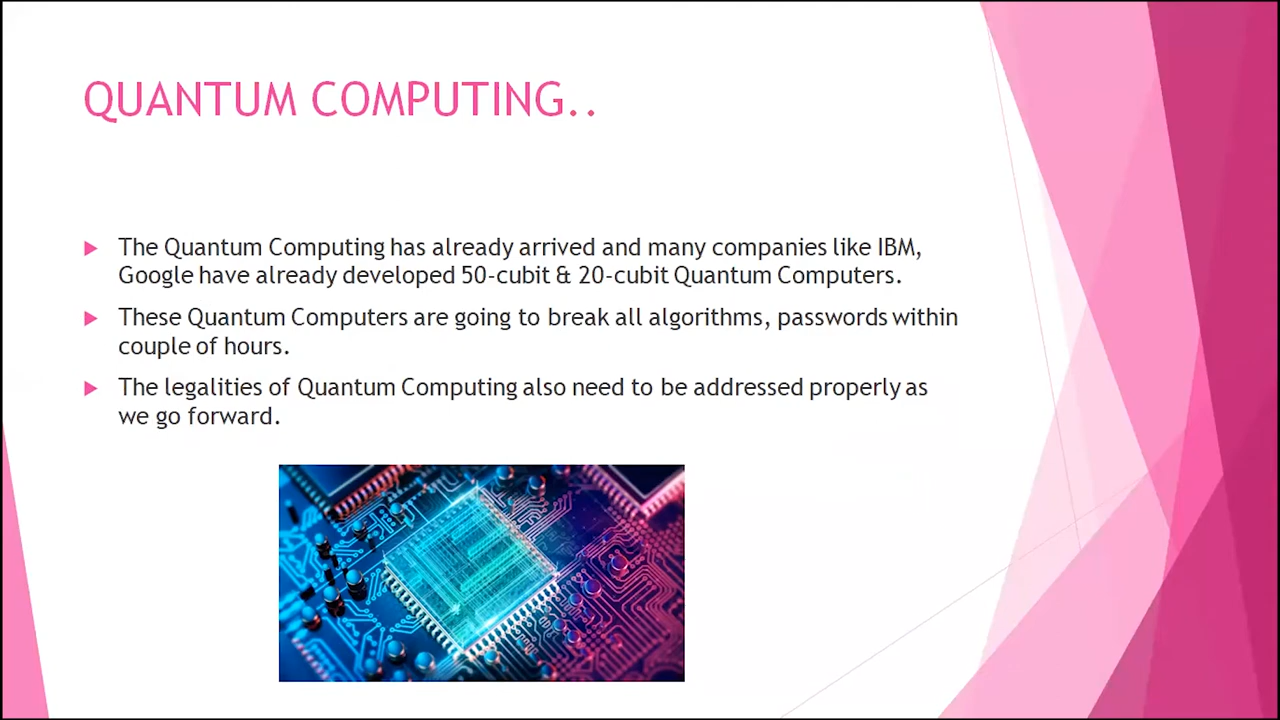 QUANTUM COMPUTING..
The Quantum Computing has already arrived and many companies like IBM,
Google have already developed 50-cubit & 20-cubit Quantum Computers.
These Quantum Computers are going to break all algorithms, passwords within
couple of hours.
The legalities of Quantum Computing also need to be addressed properly as
we go forward.